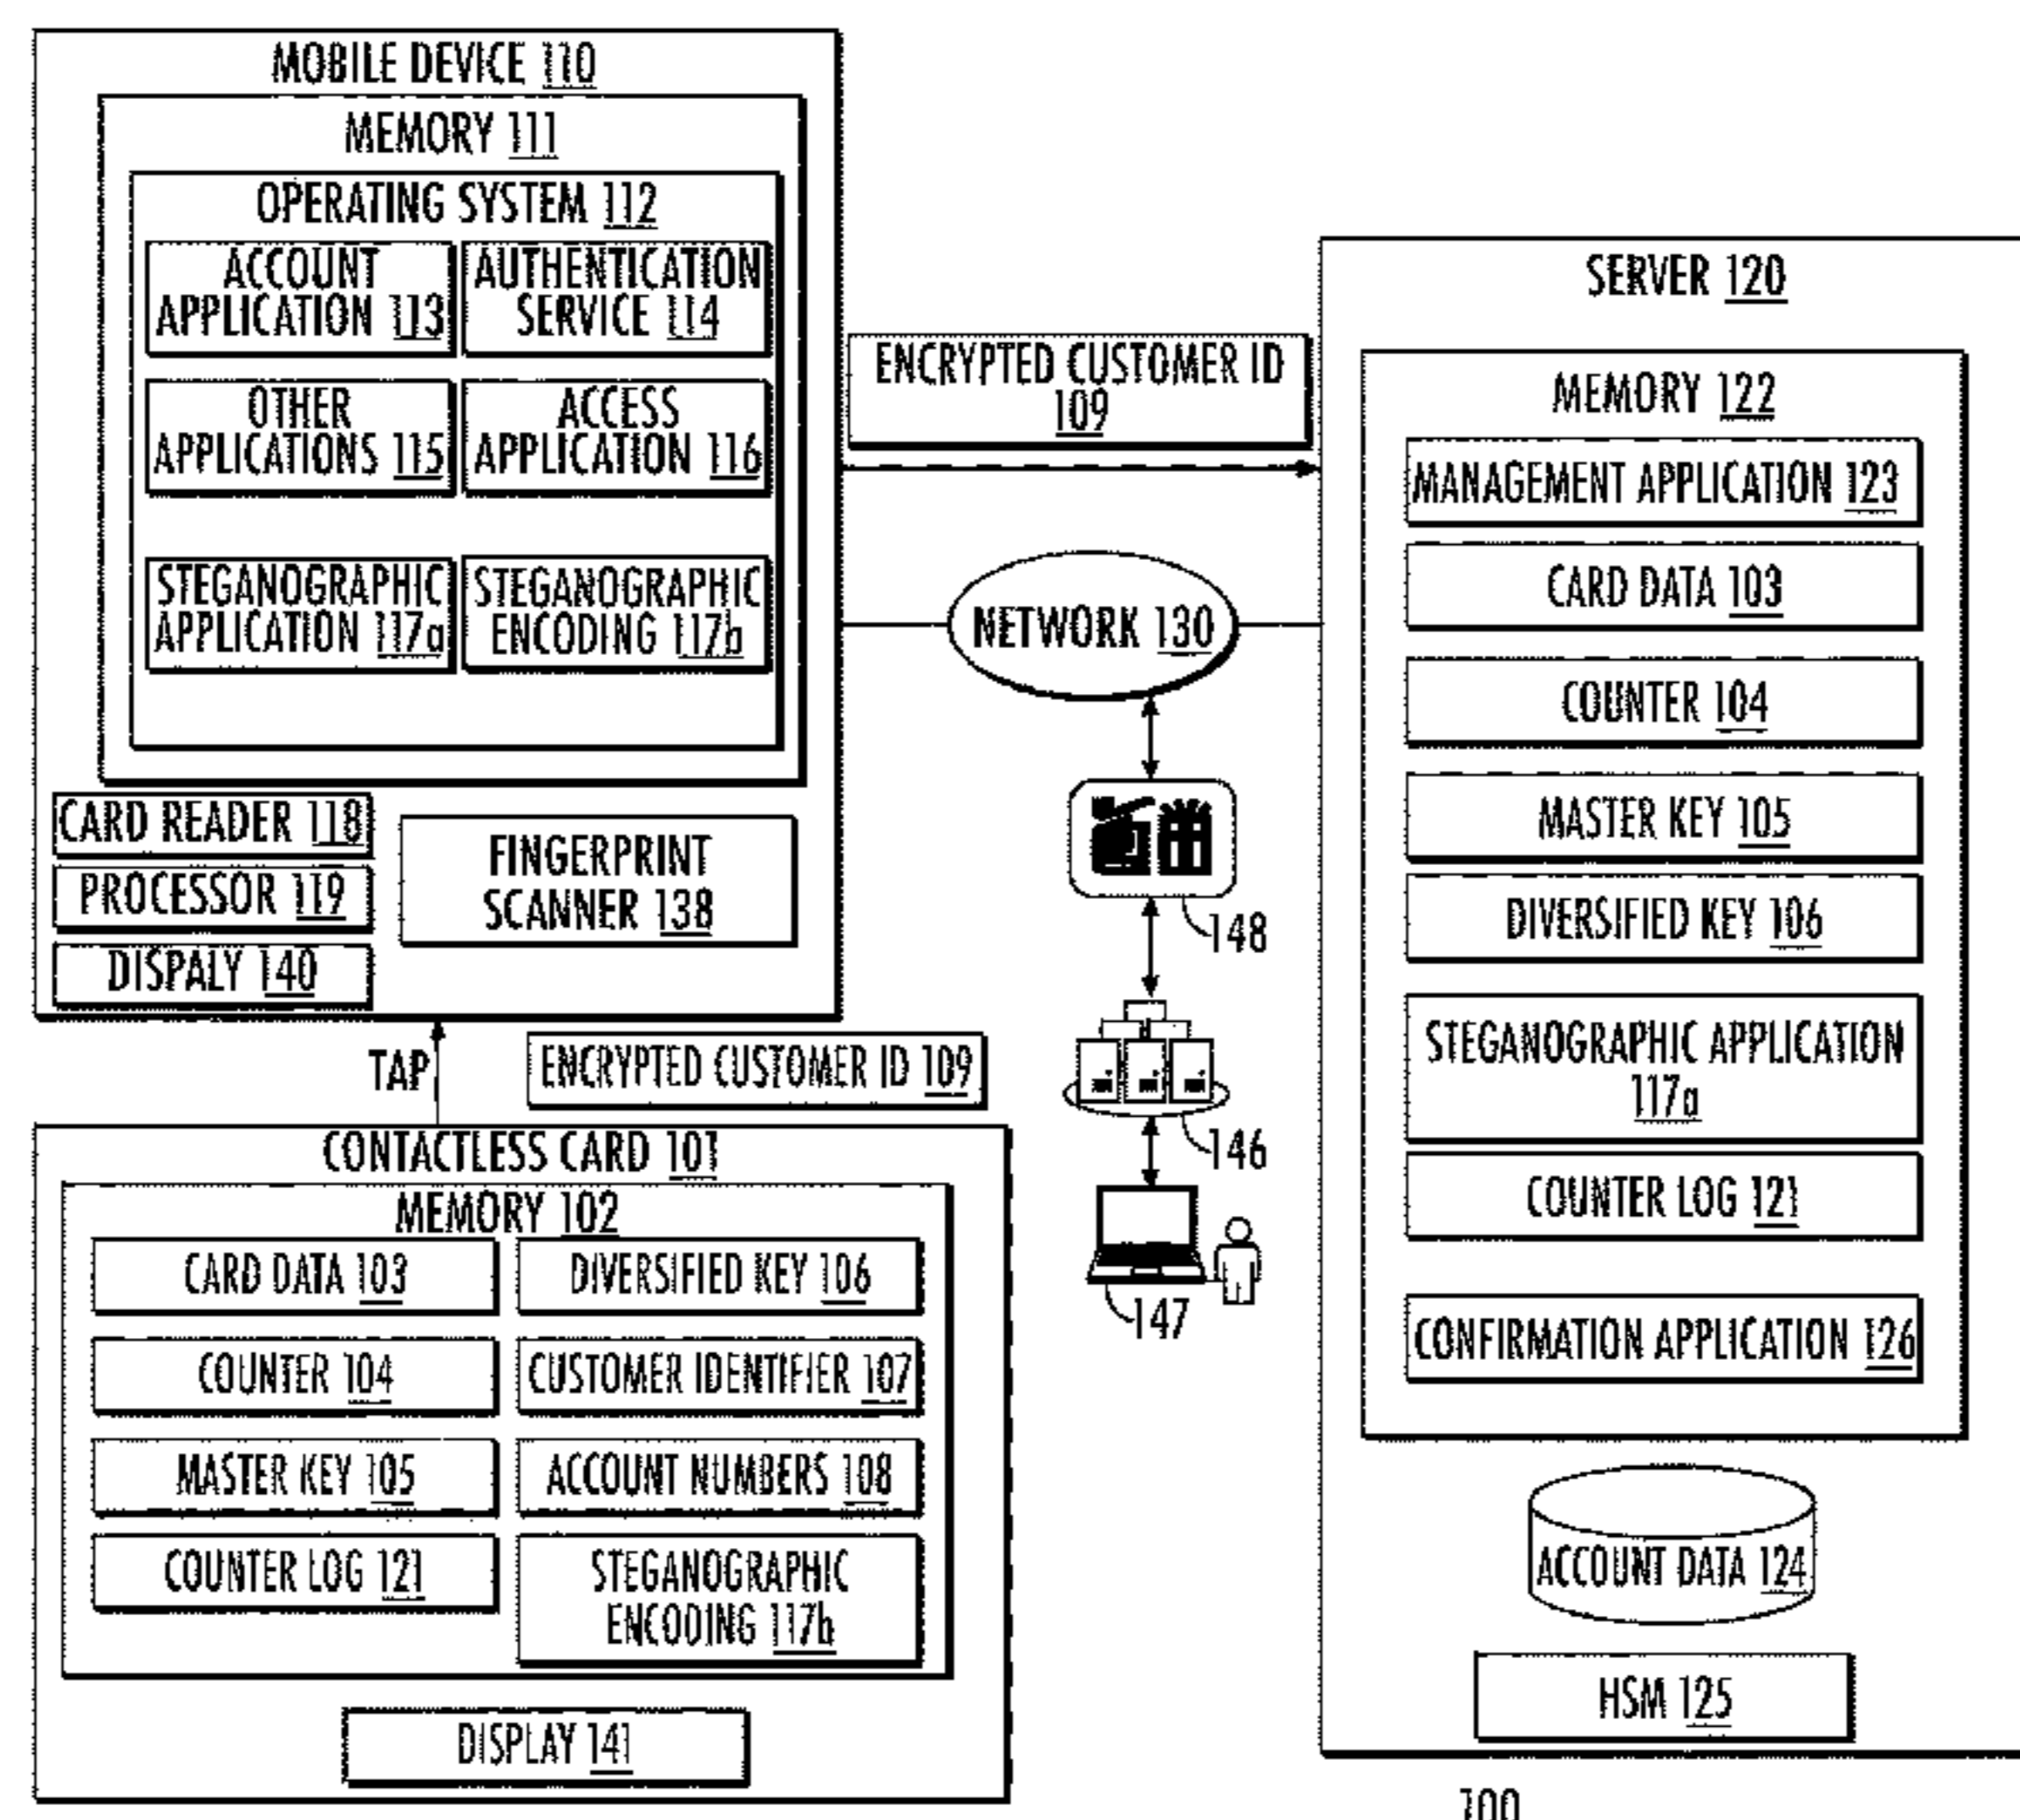 MOBILE DEVICE 110
MEMORY 111
OPERATING SYSTEM 112
ACCOUNT
APPLICATION 113
AUTHENTICATION
SERVICE 114
OTHER
APPLICATIONS 115
ACCESS
APPLICATION 116
STEGANOGRAPHIC
APPLICATION 117a
STEGANOGRAPHIC
ENCODING 117b
CARD READER 118
PROCESSOR 119
DISPALY 140
FINGERPRINT
SCANNER 138
ENCRYPTED CUSTOMER ID
109
NETWORK 130
148
146
147
TAP
ENCRYPTED CUSTOMER ID 109
CONTACTLESS CARD 101
MEMORY 102
CARD DATA 103
DIVERSIFIED KEY 106
COUNTER 104
CUSTOMER IDENTIFIER 107
MASTER KEY 105
ACCOUNT NUMBERS 108
COUNTER LOG 121
STEGANOGRAPHIC
ENCODING 117b
DISPLAY 141
SERVER 120
MEMORY 122
MANAGEMENT APPLICATION 123
CARD DATA 103
COUNTER 104
MASTER KEY 105
DIVERSIFIED KEY 106
STEGANOGRAPHIC APPLICATION
117a
COUNTER LOG 121
CONFIRMATION APPLICATION 126
ACCOUNT DATA 124
HSM 125
100